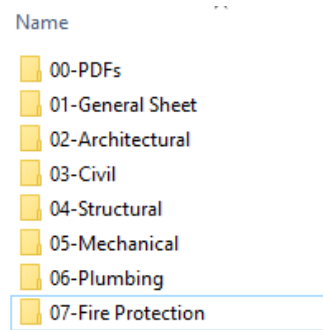 Name
00-PDFs
01-General Sheet
02-Architectural
03-Civil
04-Structural
05-Mechanical
06-Plumbing
07-Fire Protection